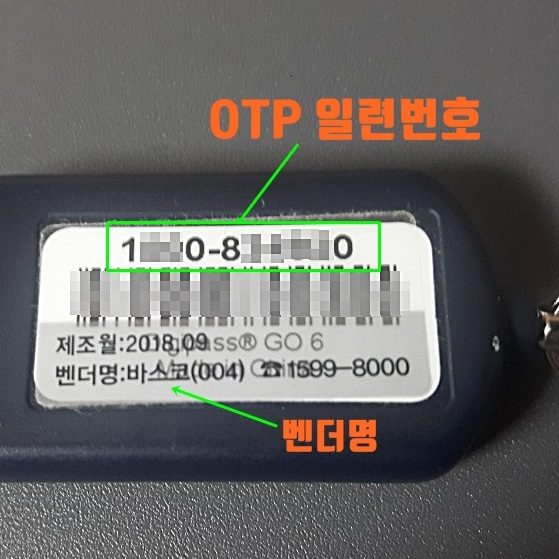 OTP 일련번호
제조월:2018.09
GO 6
벤더명:바스코(004) ☎1599-8000
벤더명